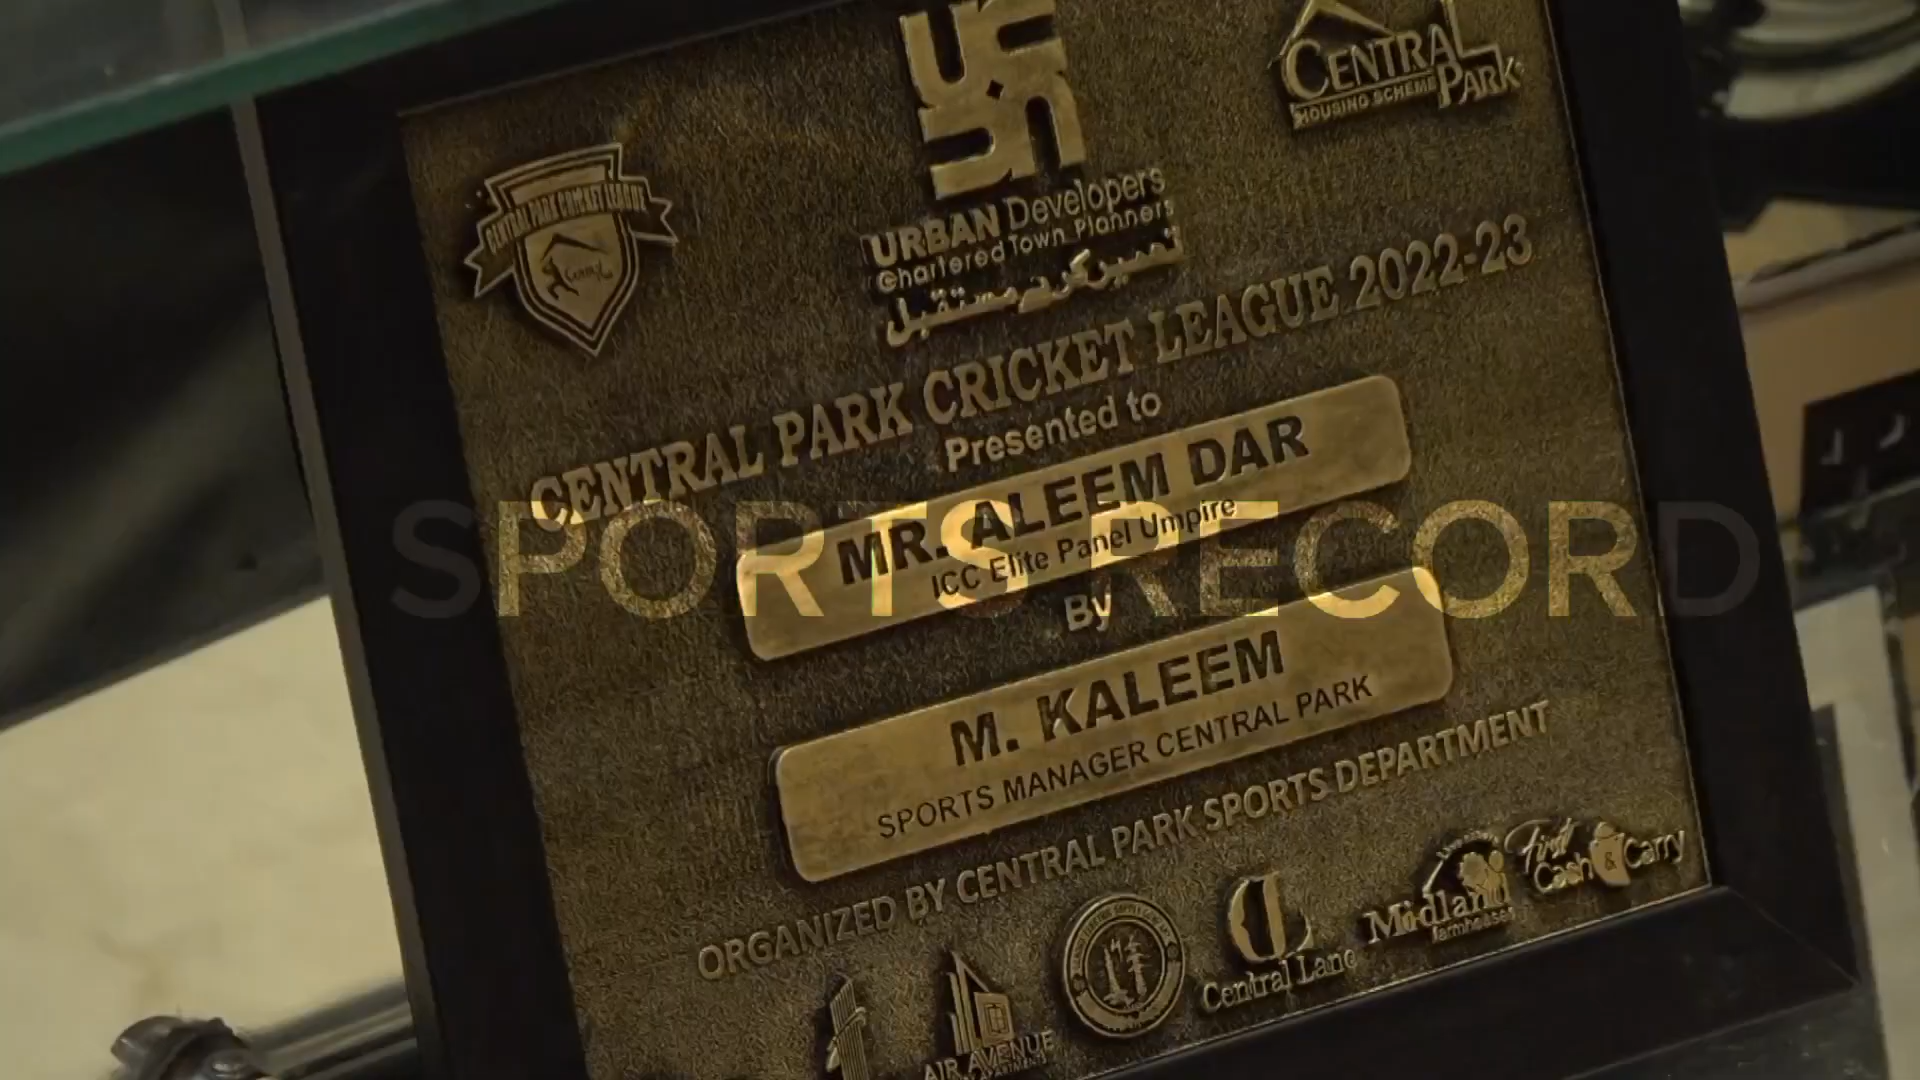 CENTRAL PARK
HOUSING SCHEME
CENTRAL PARK CRICKET LEAGUE
Central
URBAN Developers
Chartered Town Planners
تعمیر کریں مستقبل
CENTRAL PARK CRICKET LEAGUE 2022-23
Presented to
MR. ALEEM DAR
ICC Elite Panel Umpire
SPORTS RECORD
By
M. KALEEM
SPORTS MANAGER CENTRAL PARK
ORGANIZED BY CENTRAL PARK SPORTS DEPARTMENT
AIR AVENUE
Central Lane
Midland
farmhouses
First
Cash & Carry